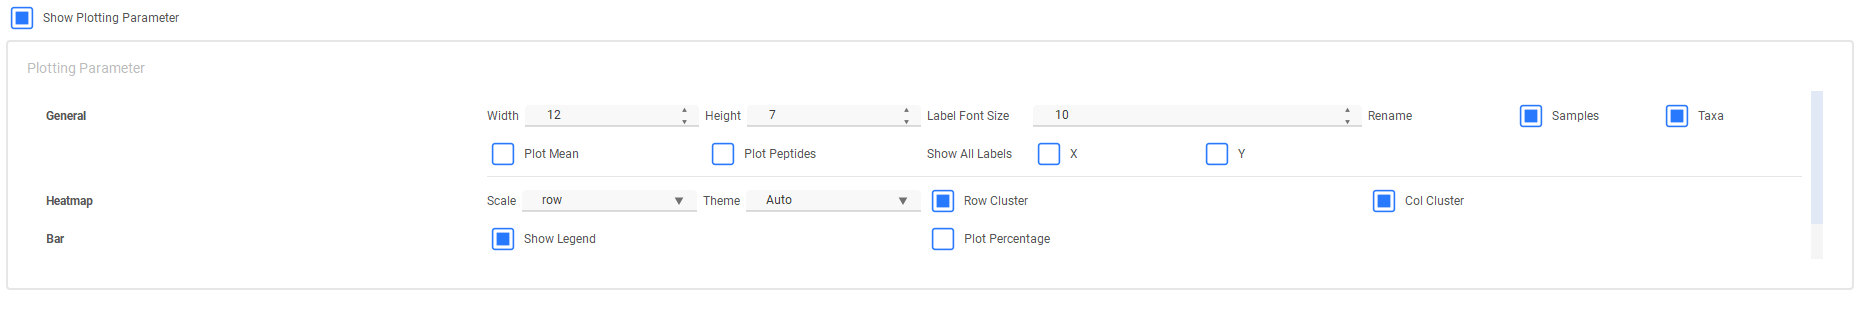 Show Plotting Parameter
Plotting Parameter
General Width 12 Height 7 Label Font Size 10 Rename Samples Taxa
Plot Mean Plot Peptides Show All Labels X Y
Heatmap Scale row Theme Auto Row Cluster Col Cluster
Bar Show Legend Plot Percentage